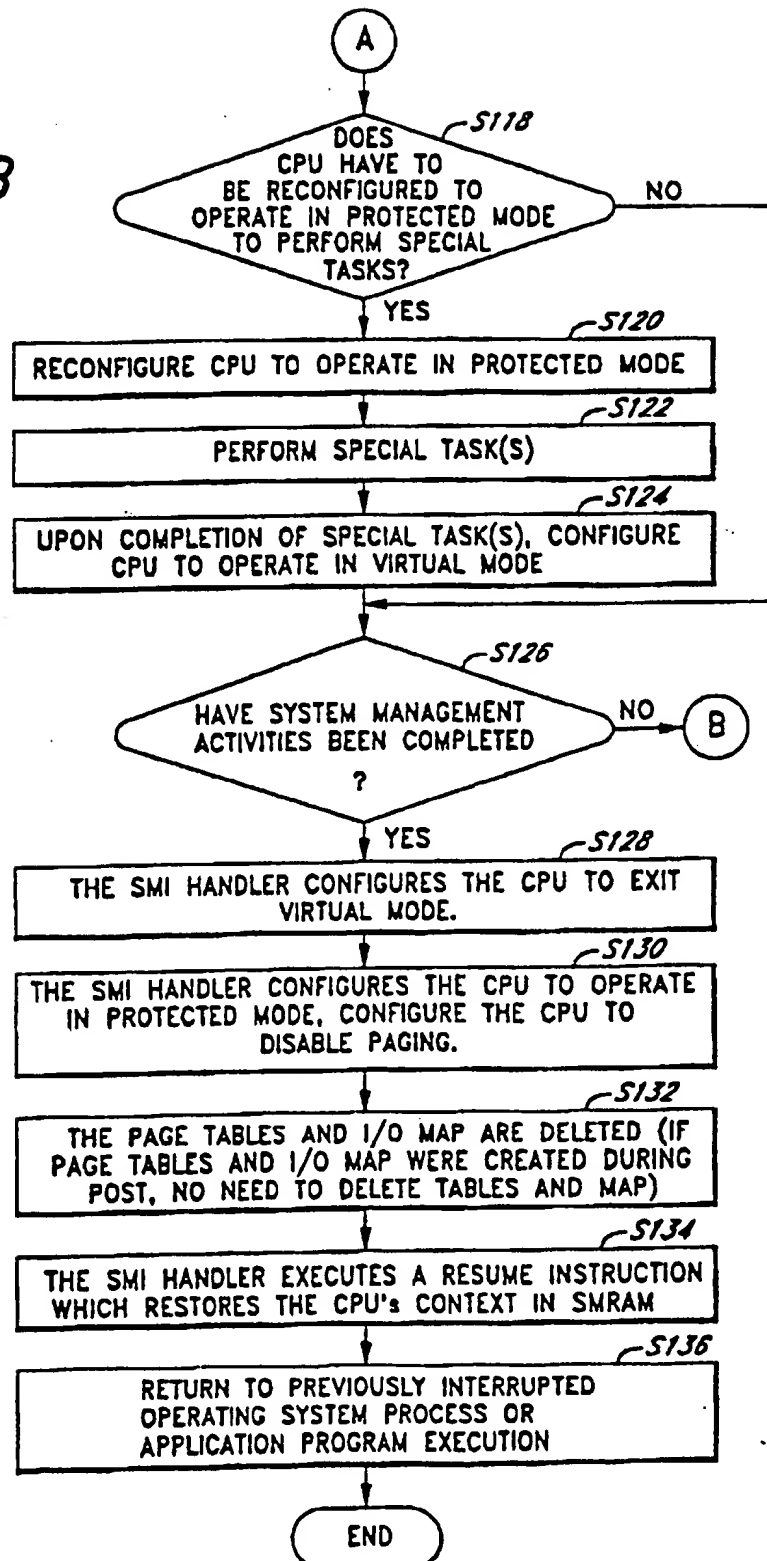 A
S118
B
DOES
CPU HAVE TO
BE RECONFIGURED TO
OPERATE IN PROTECTED MODE
TO PERFORM SPECIAL
TASKS?
NO
YES
S120
RECONFIGURE CPU TO OPERATE IN PROTECTED MODE
S122
PERFORM SPECIAL TASK(S)
S124
UPON COMPLETION OF SPECIAL TASK(S), CONFIGURE
CPU TO OPERATE IN VIRTUAL MODE
S126
HAVE SYSTEM MANAGEMENT
ACTIVITIES BEEN COMPLETED
?
NO
B
YES
S128
THE SMI HANDLER CONFIGURES THE CPU TO EXIT
VIRTUAL MODE.
S130
THE SMI HANDLER CONFIGURES THE CPU TO OPERATE
IN PROTECTED MODE, CONFIGURE THE CPU TO
DISABLE PAGING.
S132
THE PAGE TABLES AND I/O MAP ARE DELETED (IF
PAGE TABLES AND I/O MAP WERE CREATED DURING
POST, NO NEED TO DELETE TABLES AND MAP)
S134
THE SMI HANDLER EXECUTES A RESUME INSTRUCTION
WHICH RESTORES THE CPU's CONTEXT IN SMRAM
S136
RETURN TO PREVIOUSLY INTERRUPTED
OPERATING SYSTEM PROCESS OR
APPLICATION PROGRAM EXECUTION
END